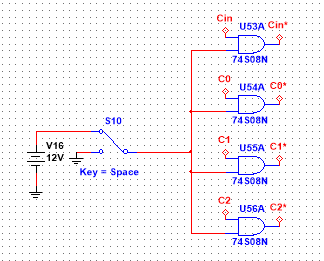 Cin
U53A
Cin*
74S08N
C0
U54A
C0*
74S08N
S10
V16
12V
Key = Space
C1
U55A
C1*
74S08N
C2
U56A
C2*
74S08N